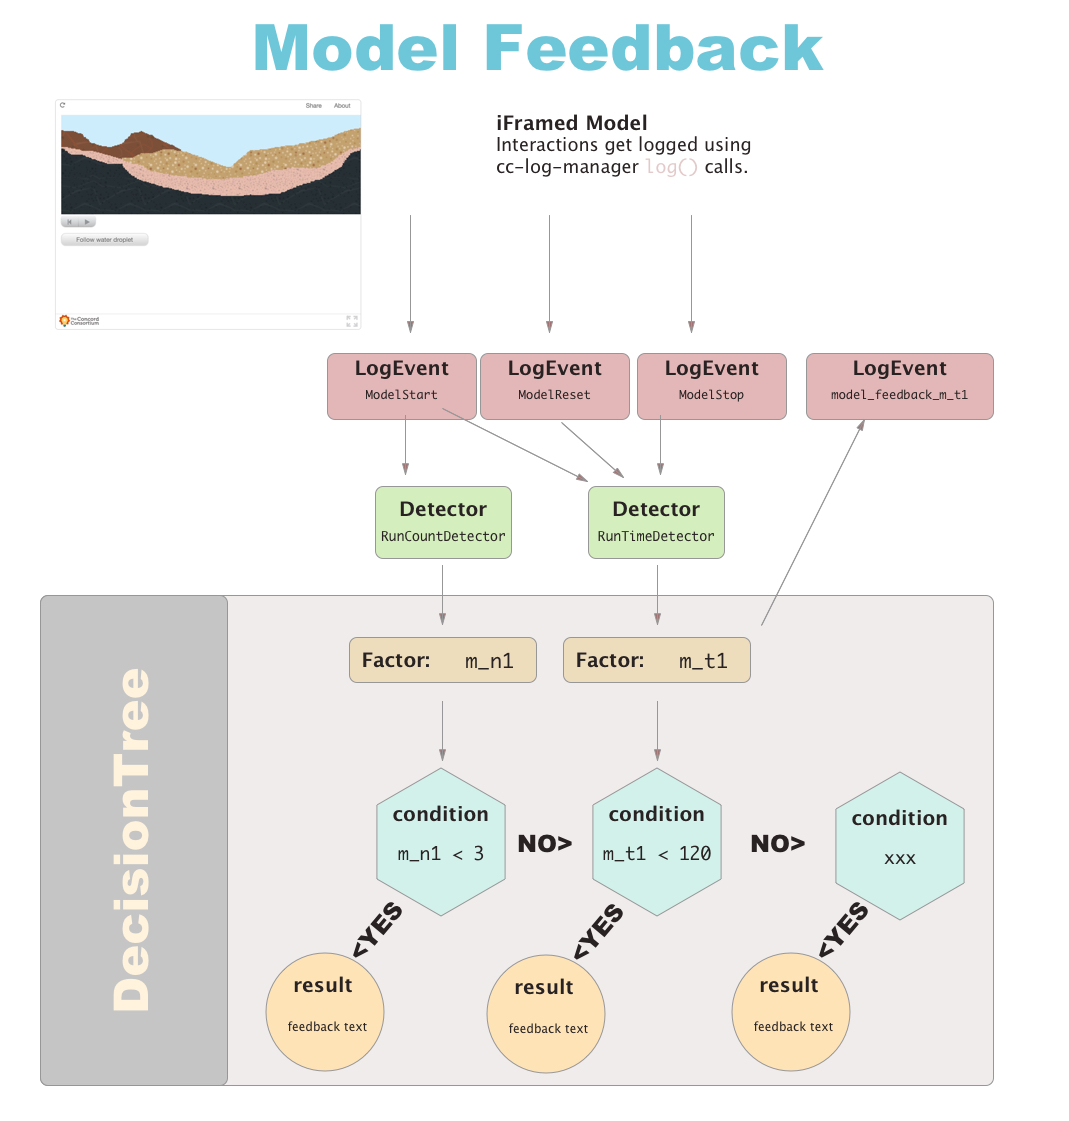 Model Feedback
Share About
iFramed Model
Interactions get logged using
cc-log-manager log() calls.
Follow water droplet
The Concord
Consortium
LogEvent
ModelStart
LogEvent
ModelReset
LogEvent
ModelStop
LogEvent
model_feedback_m_t1
Detector
RunCountDetector
Detector
RunTimeDetector
DecisionTree
Factor: m_n1
Factor: m_t1
condition
m_n1 < 3
NO>
condition
m_t1 < 120
NO>
condition
xxx
<YES
<YES
<YES
result
feedback text
result
feedback text
result
feedback text